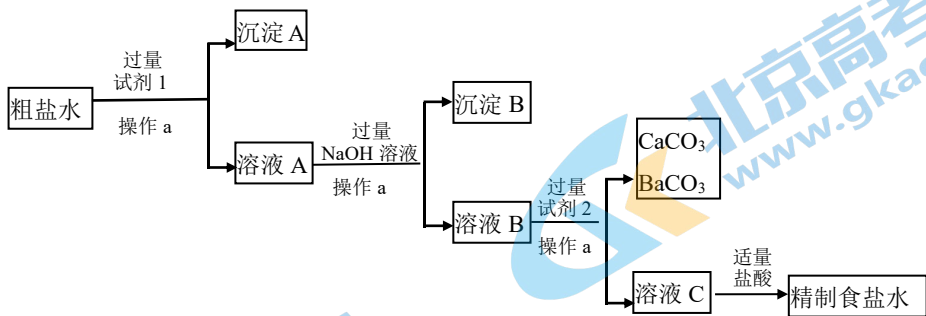 沉淀 A
过量
试剂 1
粗盐水
操作 a
溶液 A
过量
NaOH 溶液
操作 a
沉淀 B
溶液 B
过量
试剂 2
操作 a
CaCO₃
BaCO₃
溶液 C
适量
盐酸
精制食盐水
北京高考